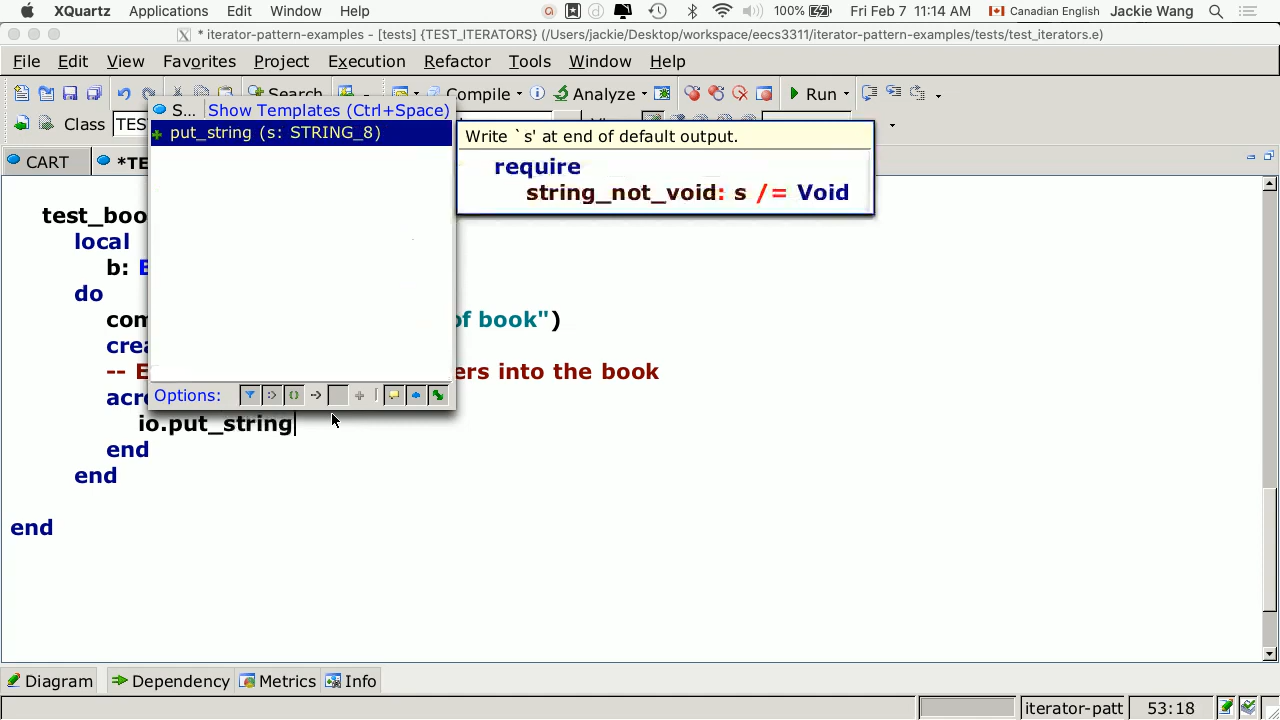 XQuartz Applications Edit Window Help 100% Fri Feb 7 11:14 AM Canadian English Jackie Wang
* iterator-pattern-examples - [tests] {TEST_ITERATORS} (/Users/jackie/Desktop/workspace/eecs3311/iterator-pattern-examples/tests/test_iterators.e)
File Edit View Favorites Project Execution Refactor Tools Window Help
Search Compile Analyze Run
Class TES
S... Show Templates (Ctrl+Space)
put_string (s: STRING_8)
Write `s' at end of default output.
require
string_not_void: s /= Void
CART *TE
test_boo
local
b: E
do
com of book")
crea
-- E ers into the book
acro
Options:
io.put_string
end
end
end
Diagram Dependency Metrics Info
iterator-patt 53:18